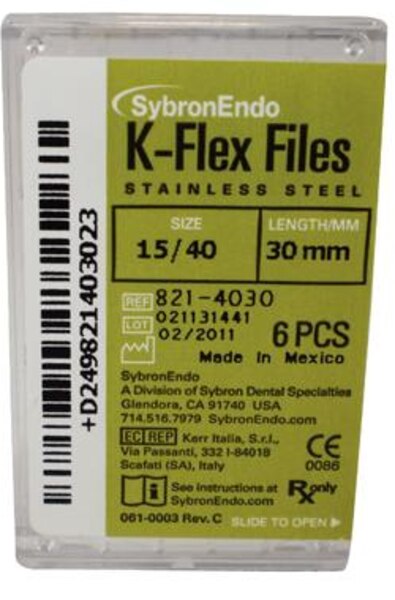 SybronEndo
K-Flex Files
STAINLESS STEEL
SIZE
15/40
LENGTH/MM
30 mm
REF 821-4030
LOT 021131441
02/2011
6 PCS
Made In Mexico
SybronEndo
A Division of Sybron Dental Specialties
Glendora, CA 91740 USA
714.516.7979 SybronEndo.com
EC REP Kerr Italia, S.r.l.,
Via Passanti, 332 I-84018
Scafati (SA), Italy
CE
0086
i See instructions at
SybronEndo.com
Rx only
061-0003 Rev. C
SLIDE TO OPEN
+D249821403023